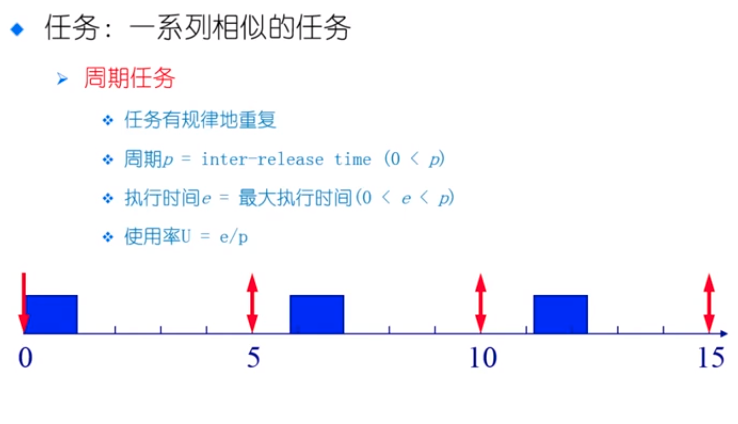 任务：一系列相似的任务
周期任务
任务有规律地重复
周期p = inter-release time (0 < p)
执行时间e = 最大执行时间(0 < e < p)
使用率U = e/p
0 5 10 15